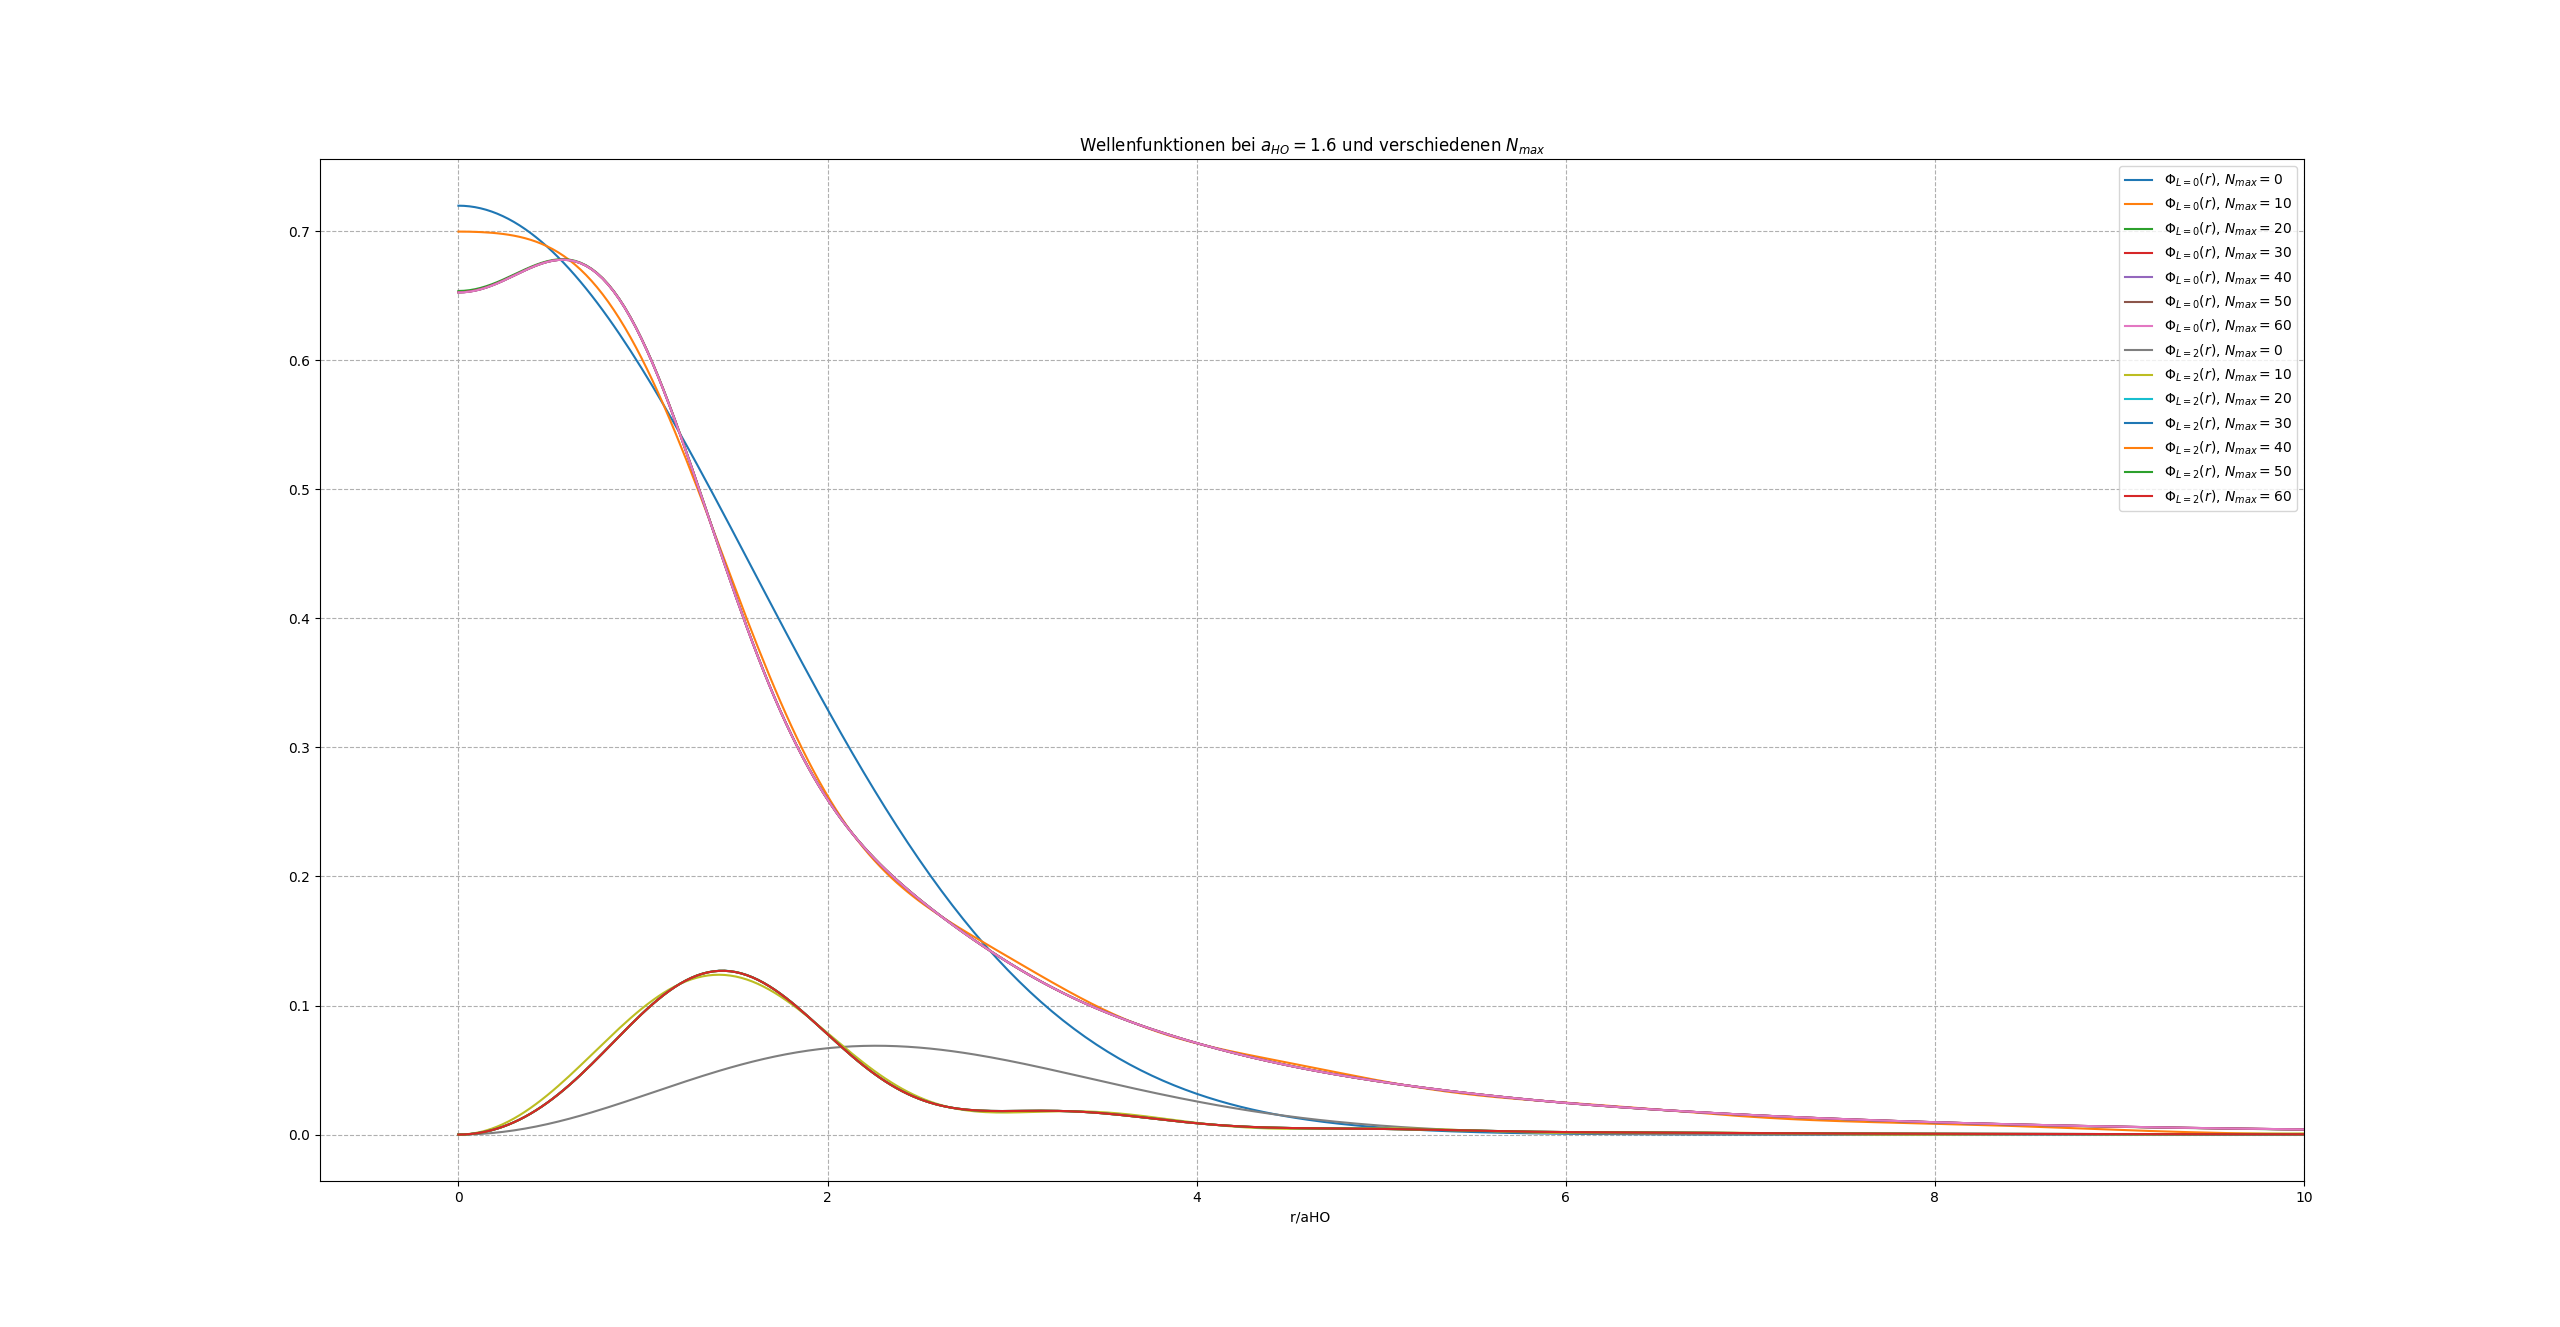 Wellenfunktionen bei $a_{HO} = 1.6$ und verschiedenen $N_{max}$
$\Phi_{L=0}(r)$, $N_{max} = 0$
$\Phi_{L=0}(r)$, $N_{max} = 10$
$\Phi_{L=0}(r)$, $N_{max} = 20$
$\Phi_{L=0}(r)$, $N_{max} = 30$
$\Phi_{L=0}(r)$, $N_{max} = 40$
$\Phi_{L=0}(r)$, $N_{max} = 50$
$\Phi_{L=0}(r)$, $N_{max} = 60$
$\Phi_{L=2}(r)$, $N_{max} = 0$
$\Phi_{L=2}(r)$, $N_{max} = 10$
$\Phi_{L=2}(r)$, $N_{max} = 20$
$\Phi_{L=2}(r)$, $N_{max} = 30$
$\Phi_{L=2}(r)$, $N_{max} = 40$
$\Phi_{L=2}(r)$, $N_{max} = 50$
$\Phi_{L=2}(r)$, $N_{max} = 60$
0.7
0.6
0.5
0.4
0.3
0.2
0.1
0.0
0 2 4 6 8 10
r/aHO